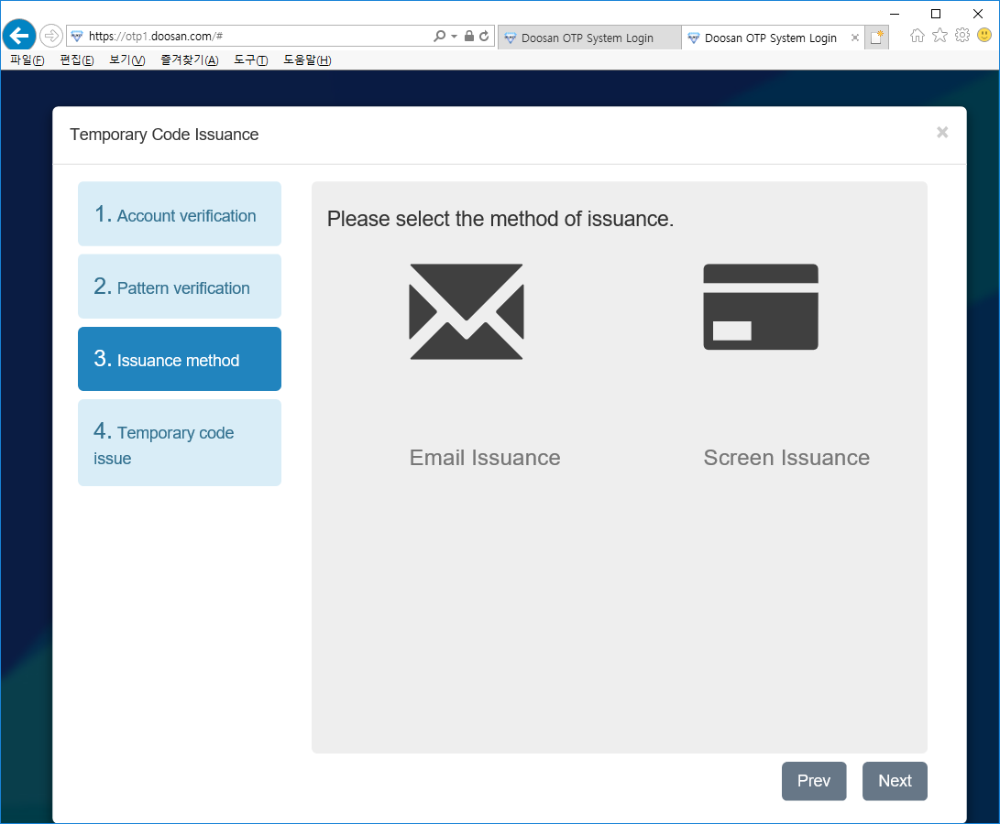 https://otp1.doosan.com/#
Doosan OTP System Login
Doosan OTP System Login
파일(F) 편집(E) 보기(V) 즐겨찾기(A) 도구(T) 도움말(H)
Temporary Code Issuance
1. Account verification
2. Pattern verification
3. Issuance method
4. Temporary code
issue
Please select the method of issuance.
Email Issuance
Screen Issuance
Prev
Next